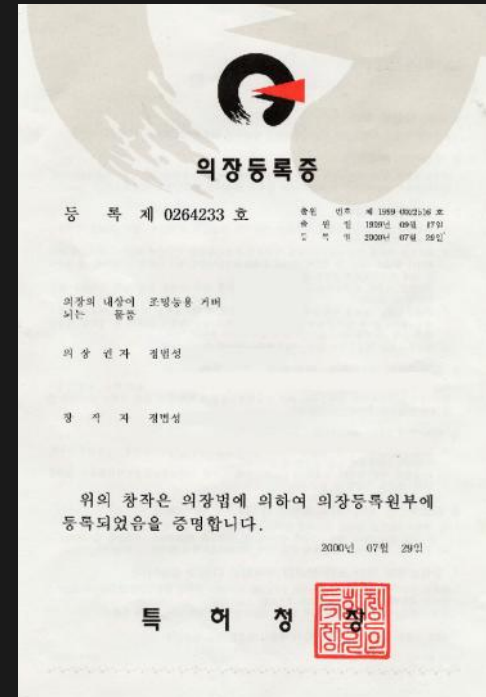 의장등록증
등 록 제 0264233 호
출원 번호 제 1999-0002516 호
출 원 일 1999년 09월 17일
등 록 일 2000년 07월 29일
의장의 대상이 조명등용 커버
되는 물품
의 장 권 자 정범성
창 작 자 정범성
위의 창작은 의장법에 의하여 의장등록원부에
등록되었음을 증명합니다.
2000년 07월 29일
특 허 청 장